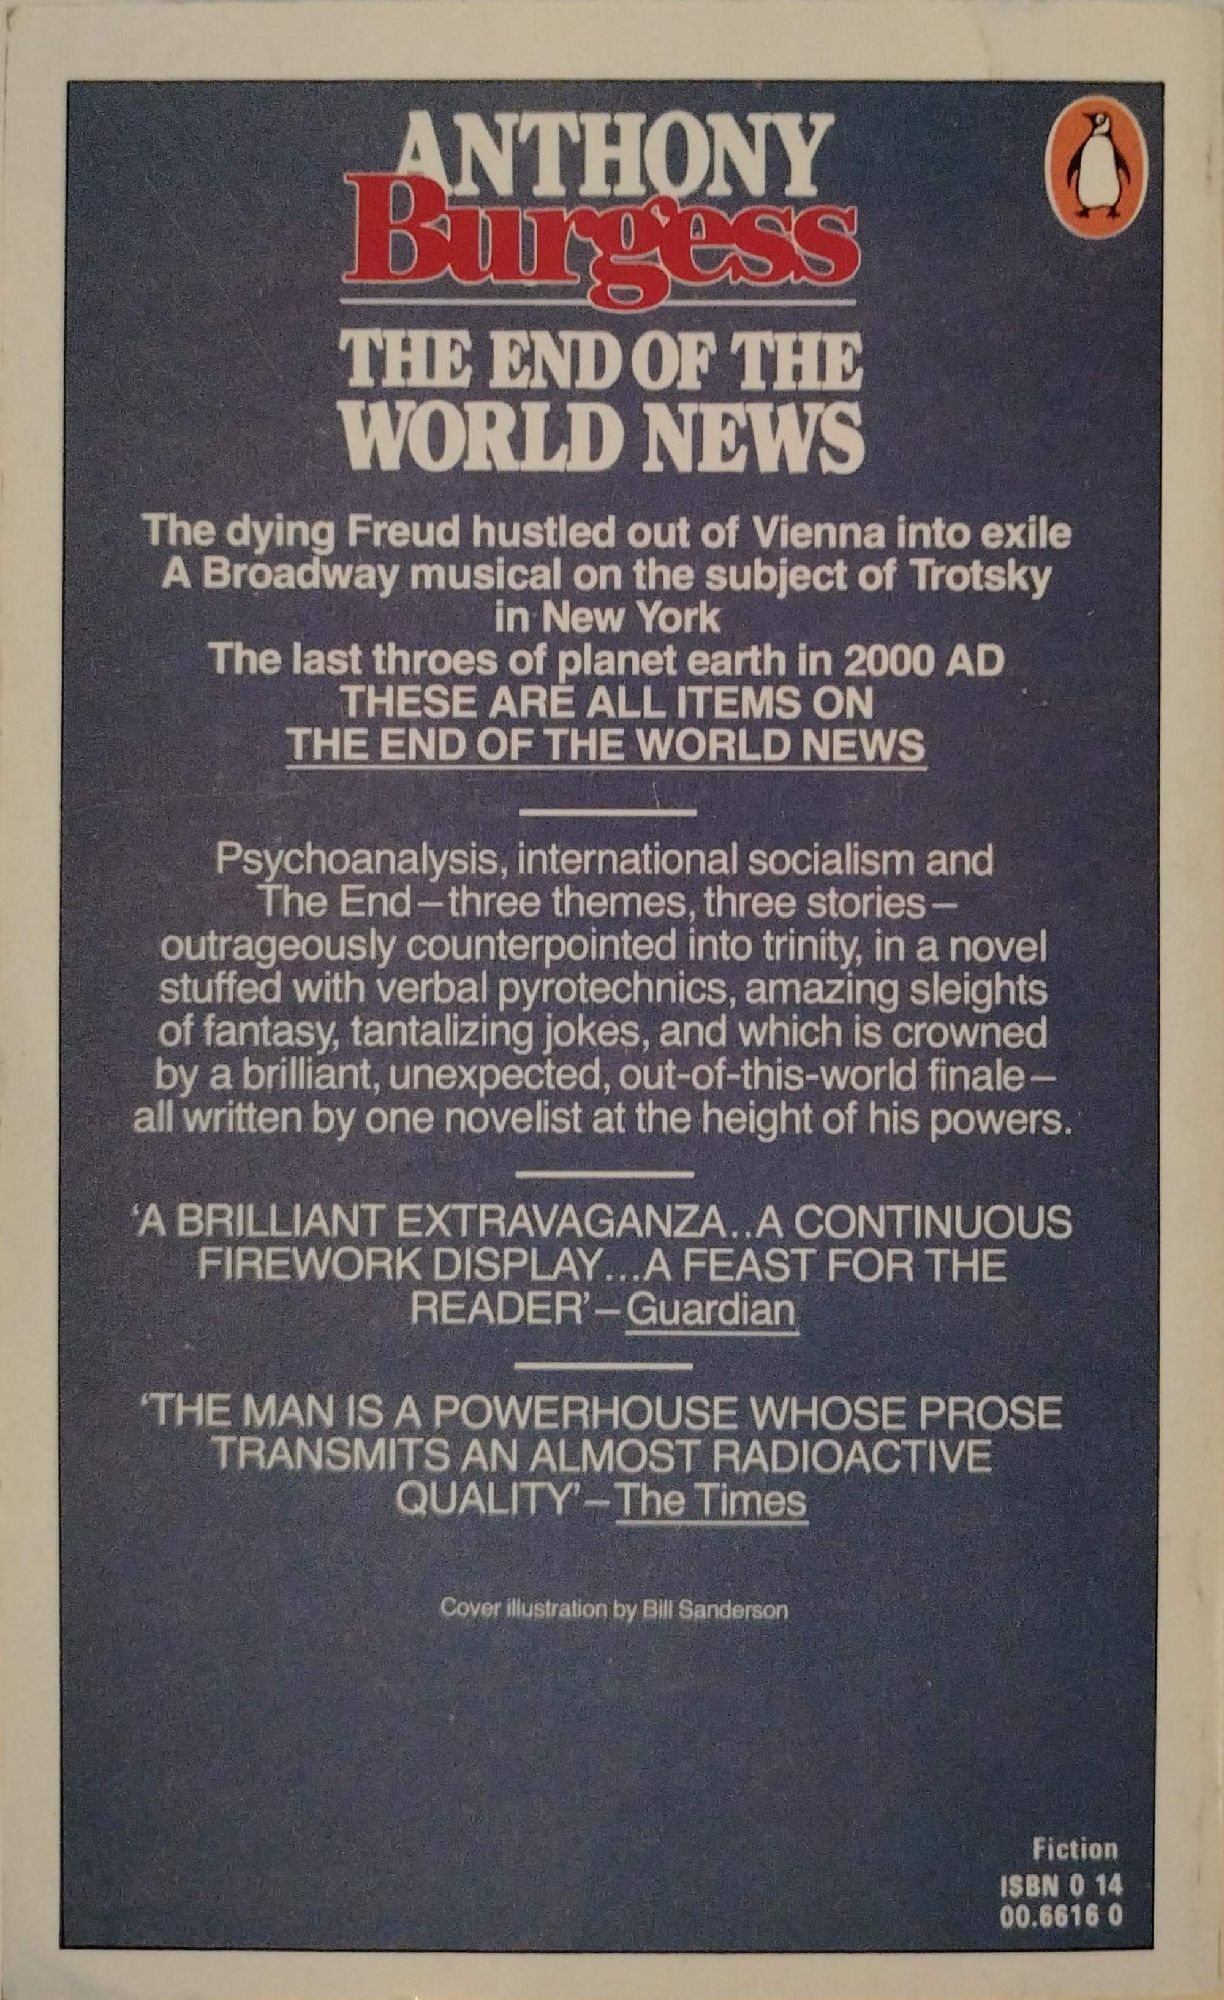 ANTHONY
Burgess
THE END OF THE
WORLD NEWS
The dying Freud hustled out of Vienna into exile
A Broadway musical on the subject of Trotsky
in New York
The last throes of planet earth in 2000 AD
THESE ARE ALL ITEMS ON
THE END OF THE WORLD NEWS
Psychoanalysis, international socialism and
The End – three themes, three stories –
outrageously counterpointed into trinity, in a novel
stuffed with verbal pyrotechnics, amazing sleights
of fantasy, tantalizing jokes, and which is crowned
by a brilliant, unexpected, out-of-this-world finale –
all written by one novelist at the height of his powers.
‘A BRILLIANT EXTRAVAGANZA..A CONTINUOUS
FIREWORK DISPLAY...A FEAST FOR THE
READER’ – Guardian
‘THE MAN IS A POWERHOUSE WHOSE PROSE
TRANSMITS AN ALMOST RADIOACTIVE
QUALITY’ – The Times
Cover illustration by Bill Sanderson
Fiction
ISBN 0 14
00.6616 0